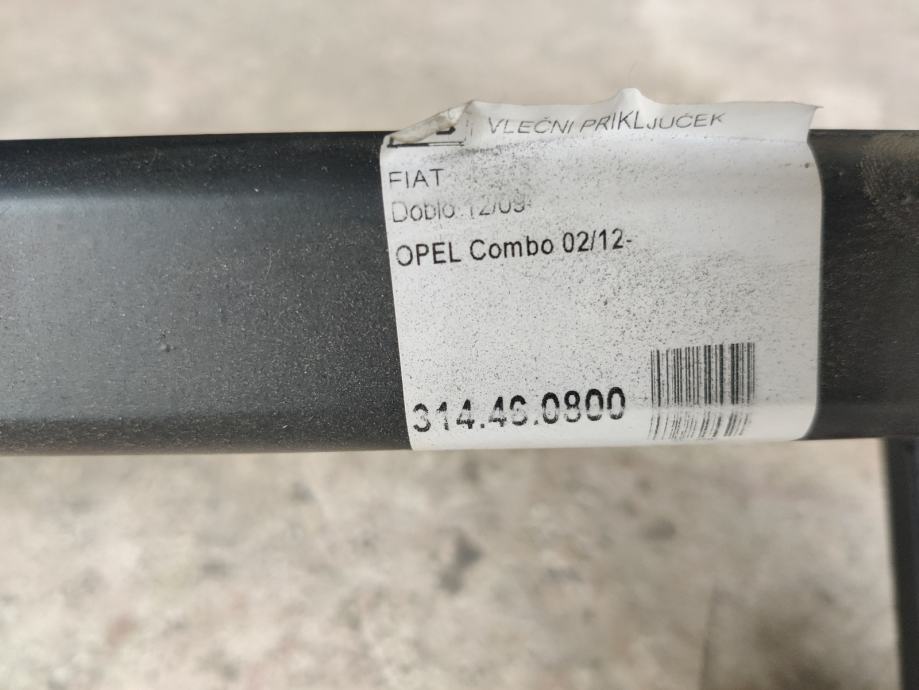 VLEČNI PRIKLJUČEK
FIAT
Doblo 12/09-
OPEL Combo 02/12-
314.46.0800